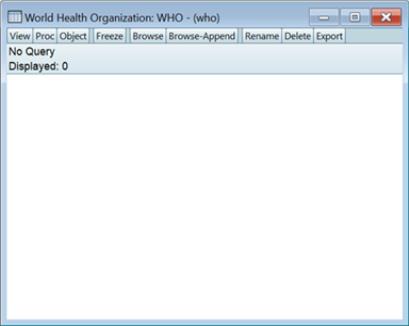 World Health Organization: WHO - (who)
View Proc Object Freeze Browse Browse-Append Rename Delete Export
No Query
Displayed: 0